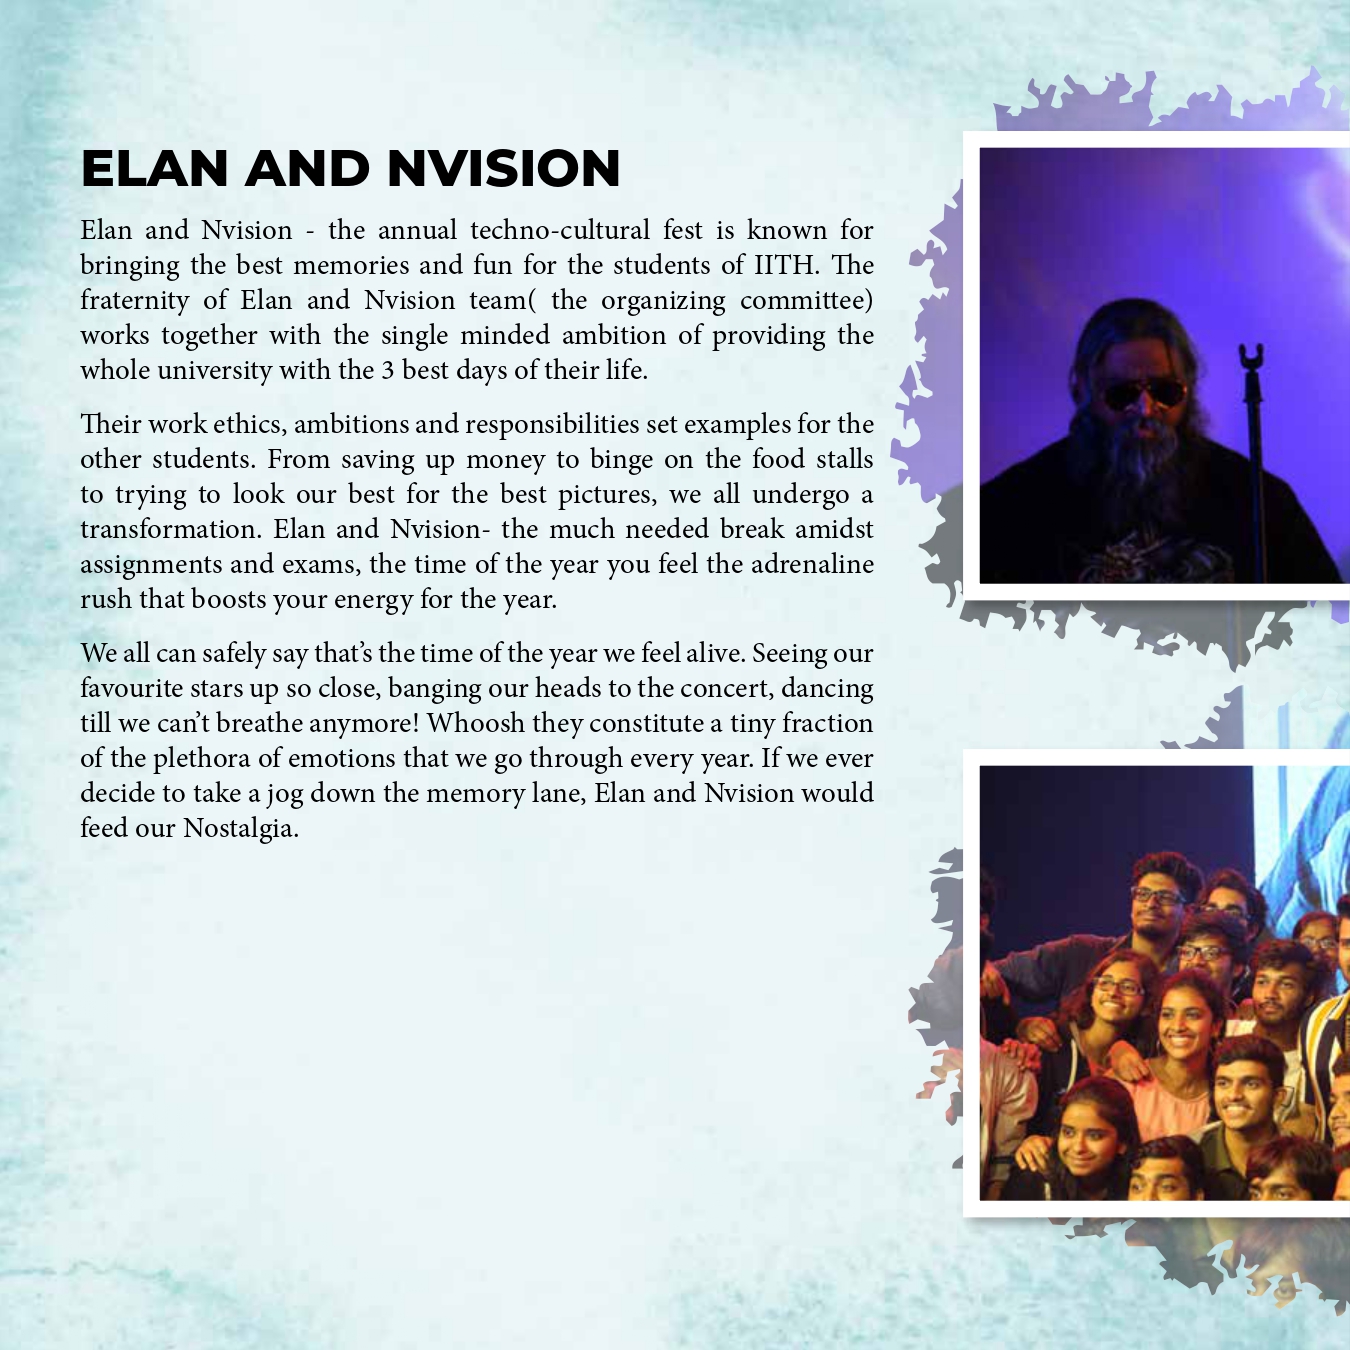 ELAN AND NVISION
Elan and Nvision - the annual techno-cultural fest is known for
bringing the best memories and fun for the students of IITH. The
fraternity of Elan and Nvision team( the organizing committee)
works together with the single minded ambition of providing the
whole university with the 3 best days of their life.
Their work ethics, ambitions and responsibilities set examples for the
other students. From saving up money to binge on the food stalls
to trying to look our best for the best pictures, we all undergo a
transformation. Elan and Nvision- the much needed break amidst
assignments and exams, the time of the year you feel the adrenaline
rush that boosts your energy for the year.
We all can safely say that’s the time of the year we feel alive. Seeing our
favourite stars up so close, banging our heads to the concert, dancing
till we can’t breathe anymore! Whoosh they constitute a tiny fraction
of the plethora of emotions that we go through every year. If we ever
decide to take a jog down the memory lane, Elan and Nvision would
feed our Nostalgia.